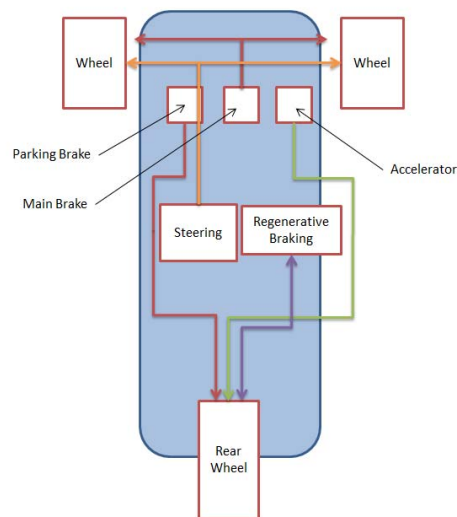 Wheel
Wheel
Parking Brake
Accelerator
Main Brake
Steering
Regenerative
Braking
Rear
Wheel